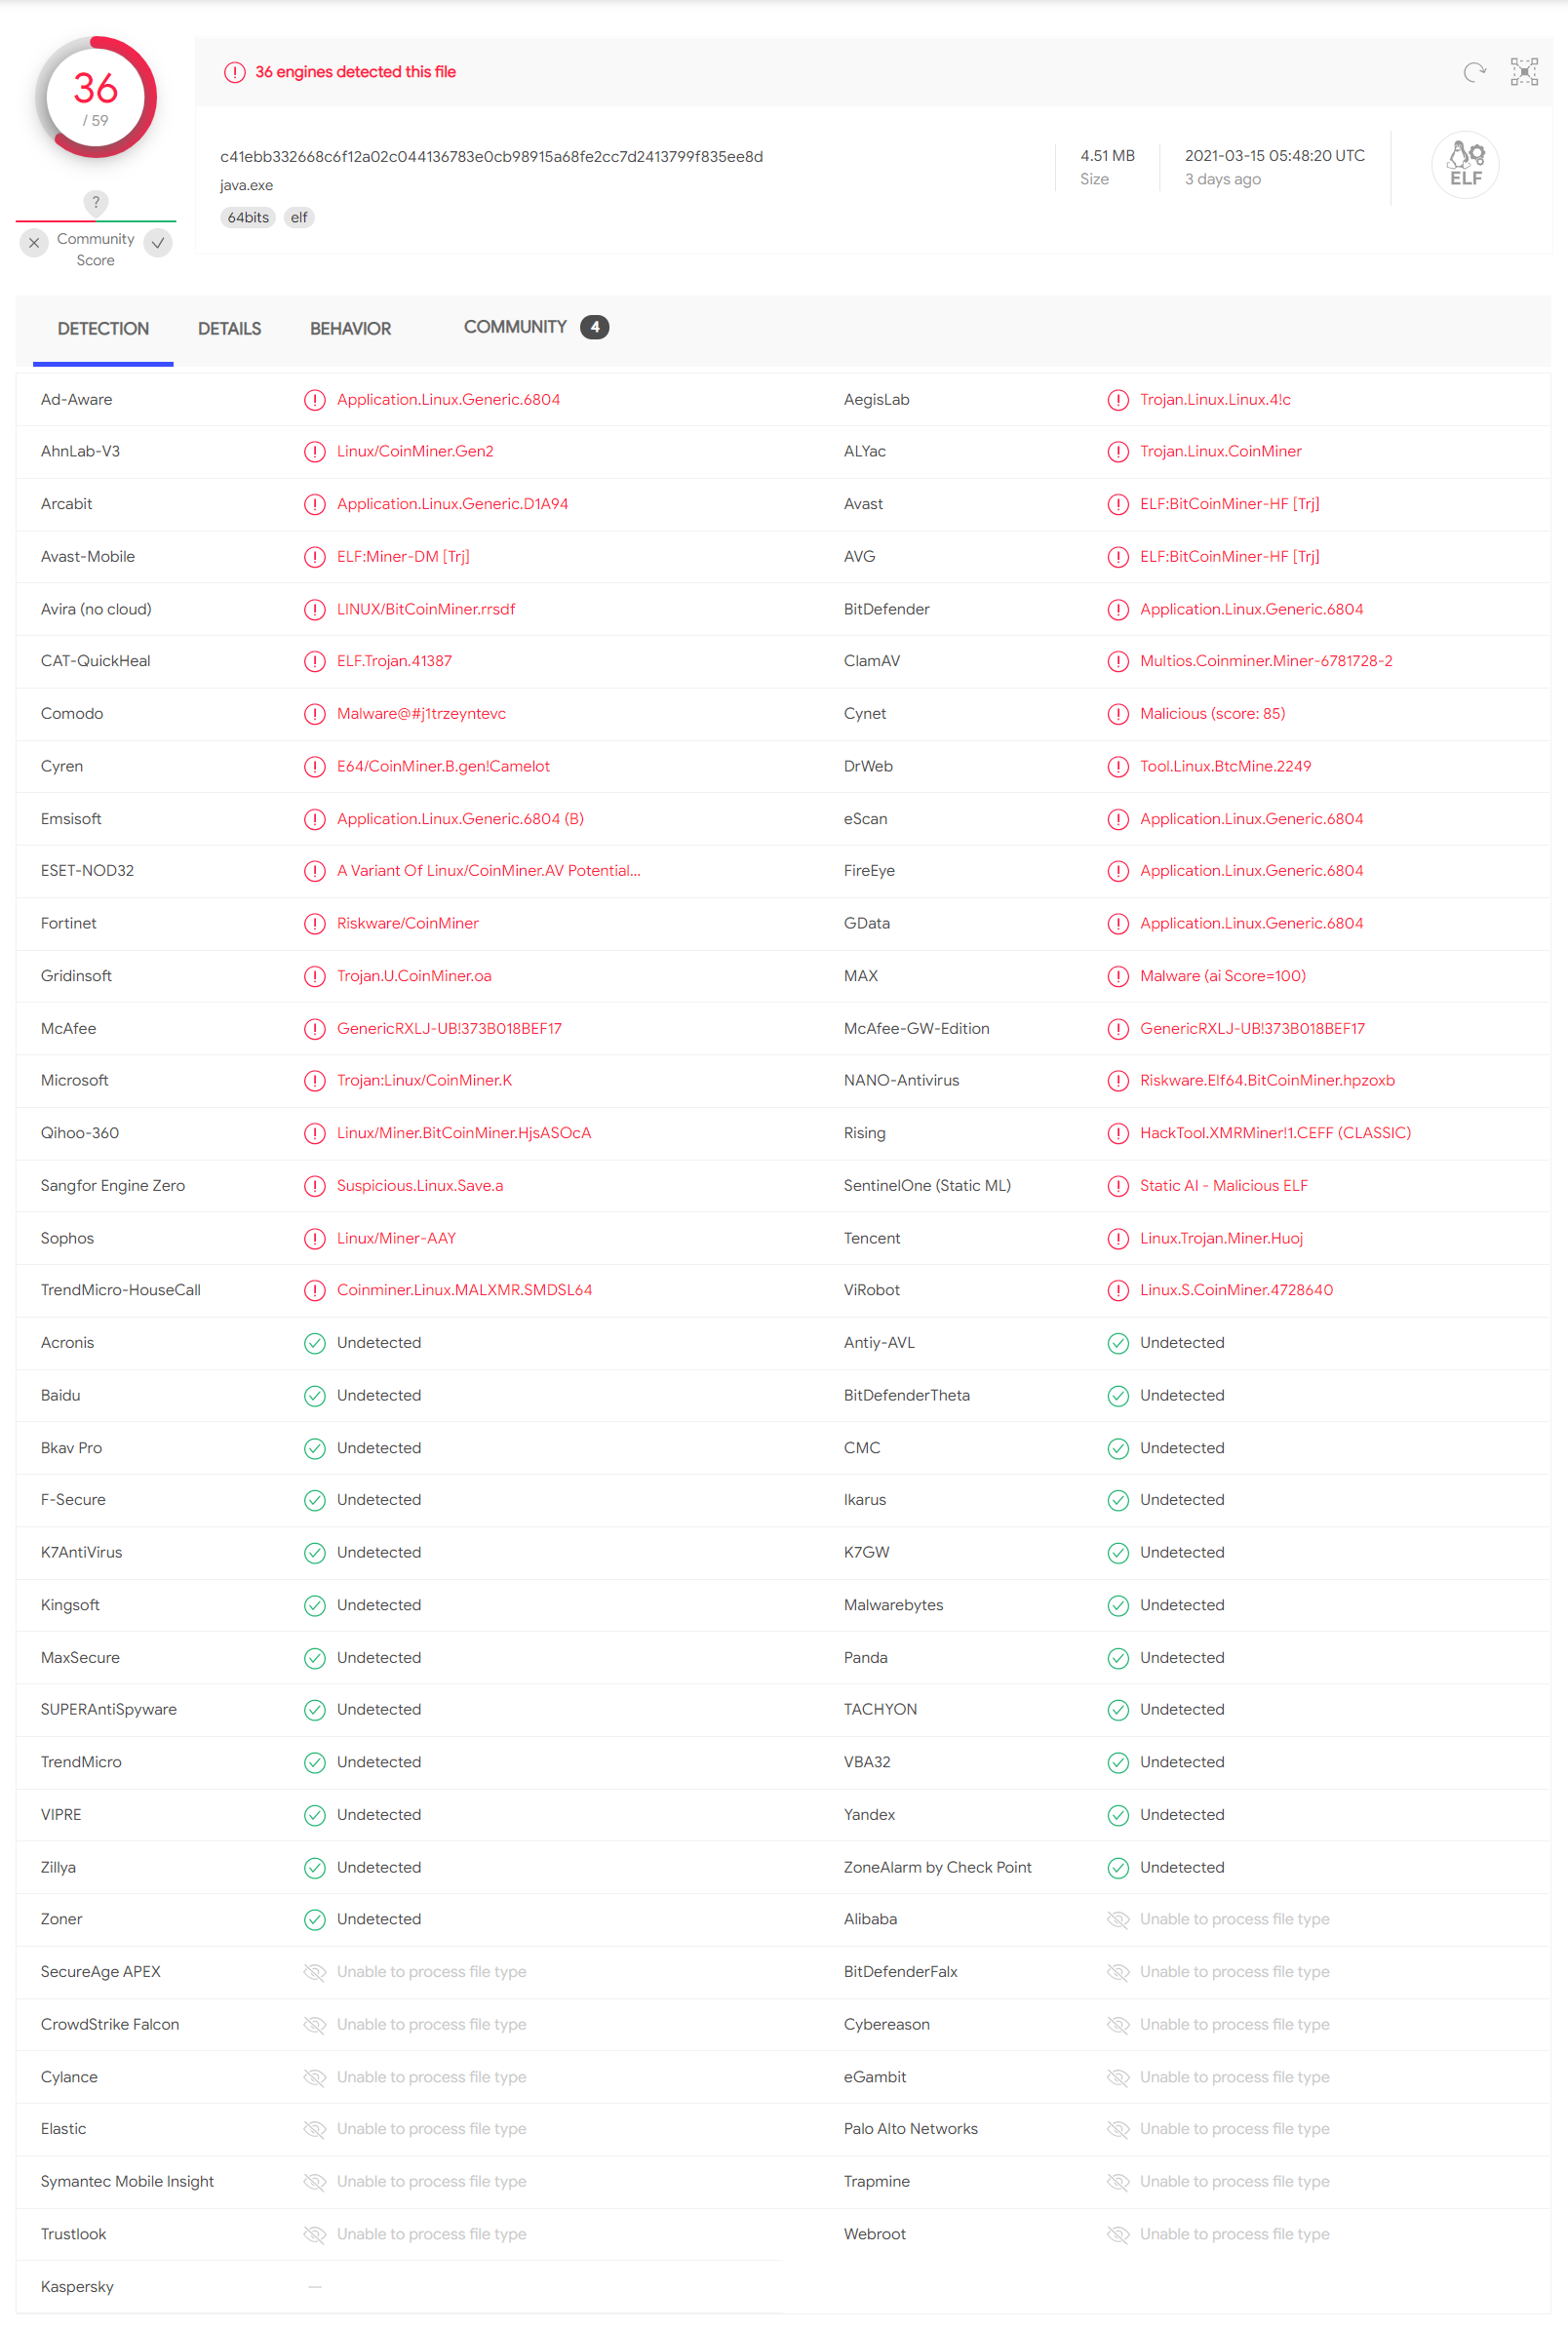 36
/ 59
?
Community
Score
36 engines detected this file
c41ebb332668c6f12a02c044136783e0cb98915a68fe2cc7d2413799f835ee8d
java.exe
64bits elf
4.51 MB
Size
2021-03-15 05:48:20 UTC
3 days ago
ELF
DETECTION DETAILS BEHAVIOR COMMUNITY 4
Ad-Aware Application.Linux.Generic.6804 AegisLab Trojan.Linux.Linux.4!c
AhnLab-V3 Linux/CoinMiner.Gen2 ALYac Trojan.Linux.CoinMiner
Arcabit Application.Linux.Generic.D1A94 Avast ELF:BitCoinMiner-HF [Trj]
Avast-Mobile ELF:Miner-DM [Trj] AVG ELF:BitCoinMiner-HF [Trj]
Avira (no cloud) LINUX/BitCoinMiner.rrsdf BitDefender Application.Linux.Generic.6804
CAT-QuickHeal ELF.Trojan.41387 ClamAV Multios.Coinminer.Miner-6781728-2
Comodo Malware@#j1trzeyntevc Cynet Malicious (score: 85)
Cyren E64/CoinMiner.B.gen!Camelot DrWeb Tool.Linux.BtcMine.2249
Emsisoft Application.Linux.Generic.6804 (B) eScan Application.Linux.Generic.6804
ESET-NOD32 A Variant Of Linux/CoinMiner.AV Potential... FireEye Application.Linux.Generic.6804
Fortinet Riskware/CoinMiner GData Application.Linux.Generic.6804
Gridinsoft Trojan.U.CoinMiner.oa MAX Malware (ai Score=100)
McAfee GenericRXLJ-UB!373B018BEF17 McAfee-GW-Edition GenericRXLJ-UB!373B018BEF17
Microsoft Trojan:Linux/CoinMiner.K NANO-Antivirus Riskware.Elf64.BitCoinMiner.hpzoxb
Qihoo-360 Linux/Miner.BitCoinMiner.HjsASOcA Rising HackTool.XMRMiner!1.CEFF (CLASSIC)
Sangfor Engine Zero Suspicious.Linux.Save.a SentinelOne (Static ML) Static AI - Malicious ELF
Sophos Linux/Miner-AAY Tencent Linux.Trojan.Miner.Huoj
TrendMicro-HouseCall Coinminer.Linux.MALXMR.SMDSL64 ViRobot Linux.S.CoinMiner.4728640
Acronis Undetected Antiy-AVL Undetected
Baidu Undetected BitDefenderTheta Undetected
Bkav Pro Undetected CMC Undetected
F-Secure Undetected Ikarus Undetected
K7AntiVirus Undetected K7GW Undetected
Kingsoft Undetected Malwarebytes Undetected
MaxSecure Undetected Panda Undetected
SUPERAntiSpyware Undetected TACHYON Undetected
TrendMicro Undetected VBA32 Undetected
VIPRE Undetected Yandex Undetected
Zillya Undetected ZoneAlarm by Check Point Undetected
Zoner Undetected Alibaba Unable to process file type
SecureAge APEX Unable to process file type BitDefenderFalx Unable to process file type
CrowdStrike Falcon Unable to process file type Cybereason Unable to process file type
Cylance Unable to process file type eGambit Unable to process file type
Elastic Unable to process file type Palo Alto Networks Unable to process file type
Symantec Mobile Insight Unable to process file type Trapmine Unable to process file type
Trustlook Unable to process file type Webroot Unable to process file type
Kaspersky —